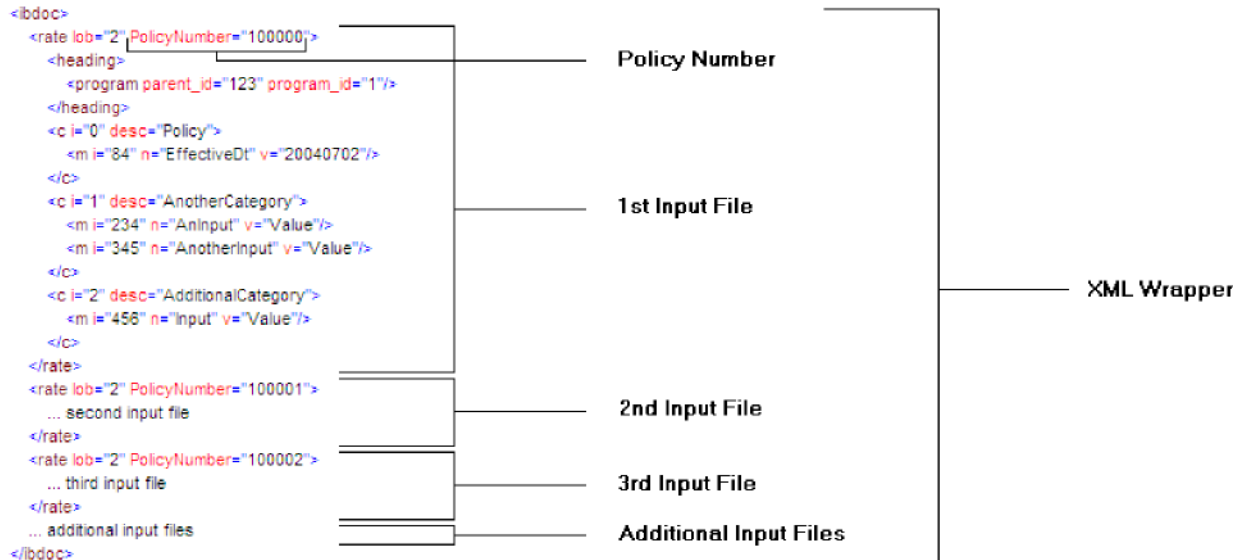 <ibdoc>
<rate lob="2" PolicyNumber="100000">
<heading>
<program parent_id="123" program_id="1"/>
</heading>
<c i="0" desc="Policy">
<m i="84" n="EffectiveDt" v="20040702"/>
</c>
<c i="1" desc="AnotherCategory">
<m i="234" n="AnInput" v="Value"/>
<m i="345" n="AnotherInput" v="Value"/>
</c>
<c i="2" desc="AdditionalCategory">
<m i="456" n="Input" v="Value"/>
</c>
</rate>
<rate lob="2" PolicyNumber="100001">
... second input file
</rate>
<rate lob="2" PolicyNumber="100002">
... third input file
</rate>
... additional input files
</ibdoc>
Policy Number
1st Input File
2nd Input File
3rd Input File
Additional Input Files
XML Wrapper